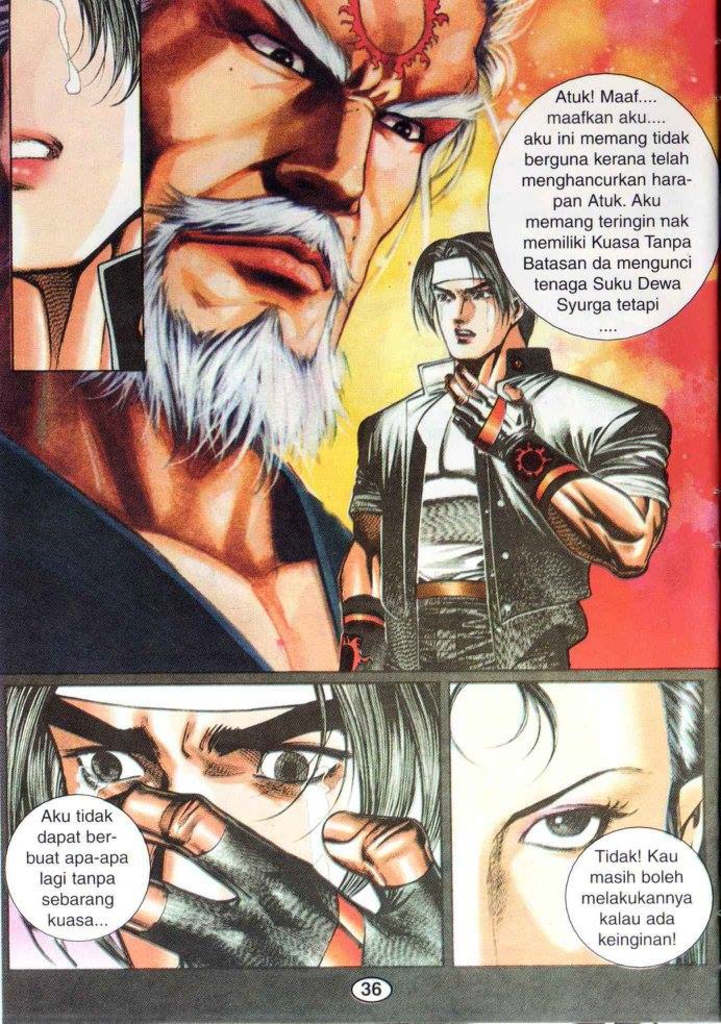 Atuk! Maaf....
maafkan aku....
aku ini memang tidak
berguna kerana telah
menghancurkan hara-
pan Atuk. Aku
memang teringin nak
memiliki Kuasa Tanpa
Batasan da mengunci
tenaga Suku Dewa
Syurga tetapi
....
Aku tidak
dapat ber-
buat apa-apa
lagi tanpa
sebarang
kuasa...
Tidak! Kau
masih boleh
melakukannya
kalau ada
keinginan!
36